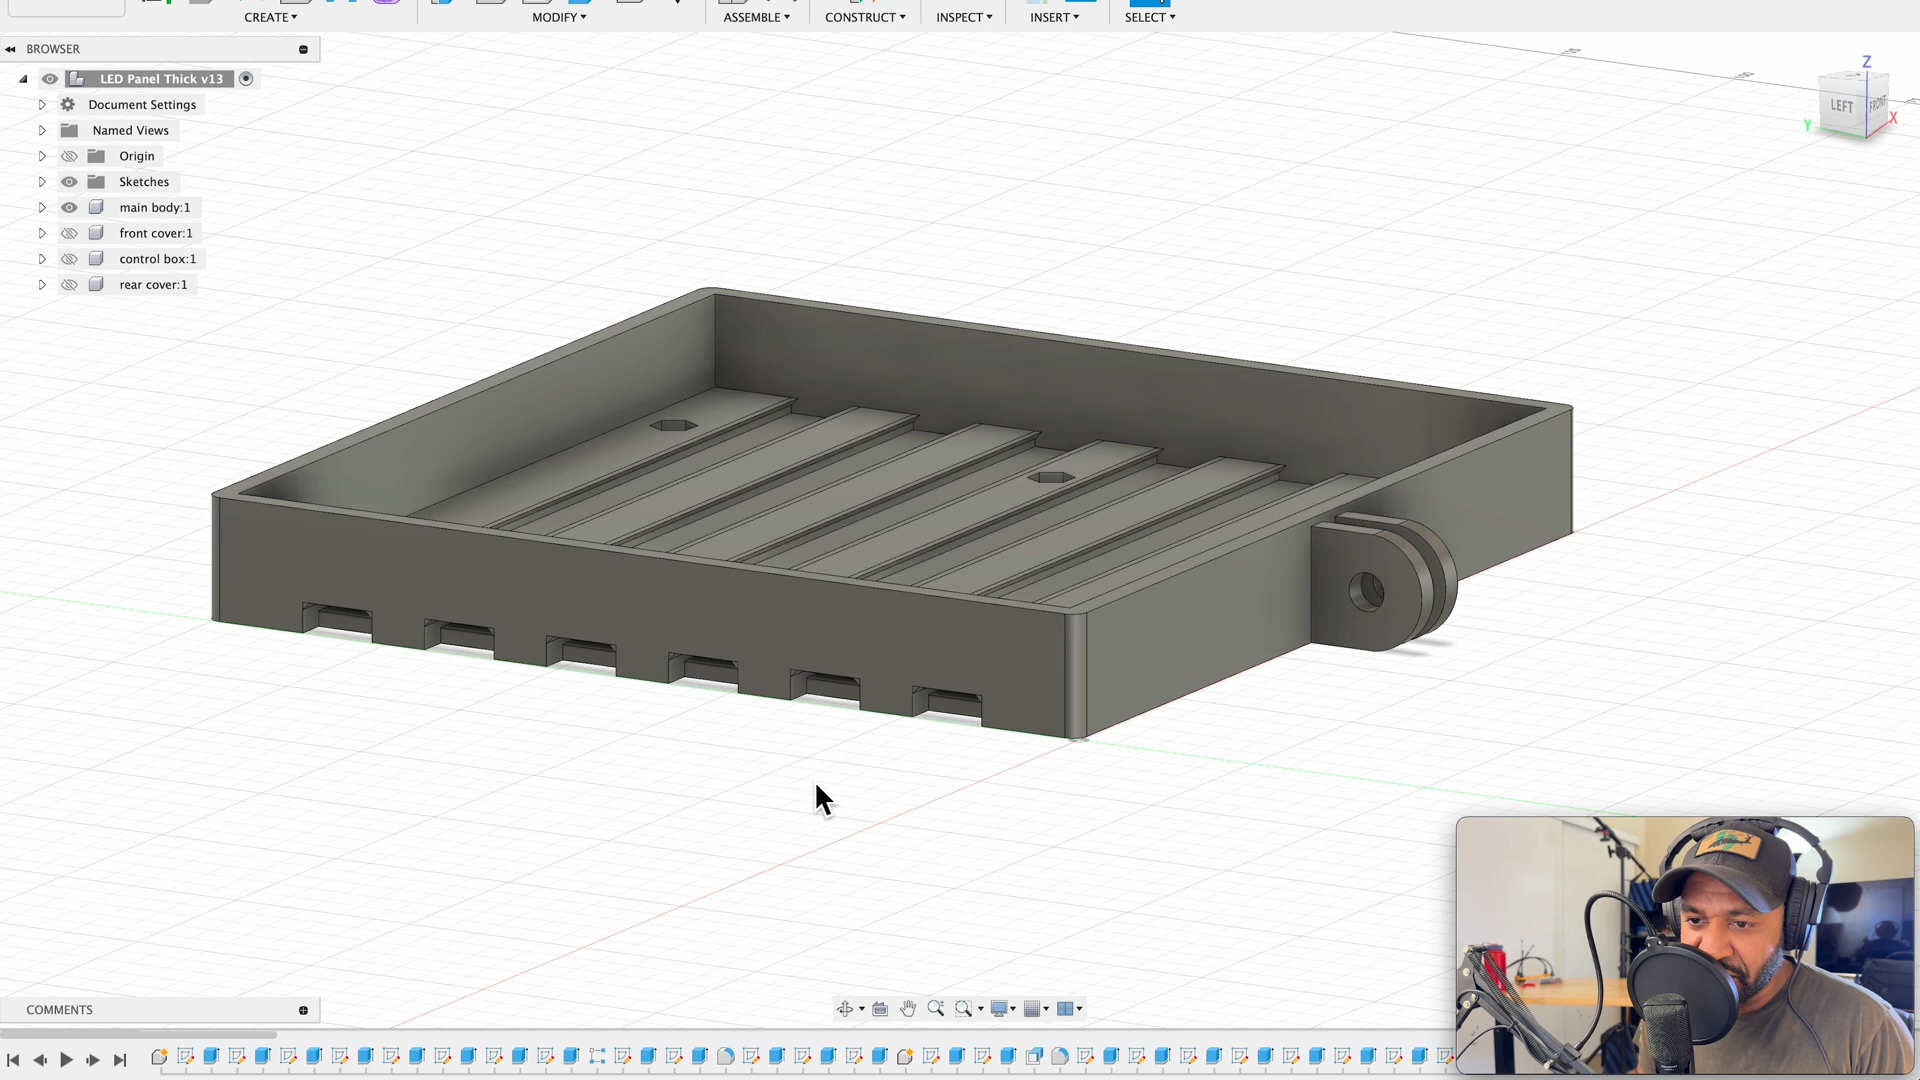 CREATE
MODIFY
ASSEMBLE
CONSTRUCT
INSPECT
INSERT
SELECT
BROWSER
LED Panel Thick v13
Document Settings
Named Views
Origin
Sketches
main body:1
front cover:1
control box:1
rear cover:1
Z
LEFT
FRONT
Y
X
COMMENTS